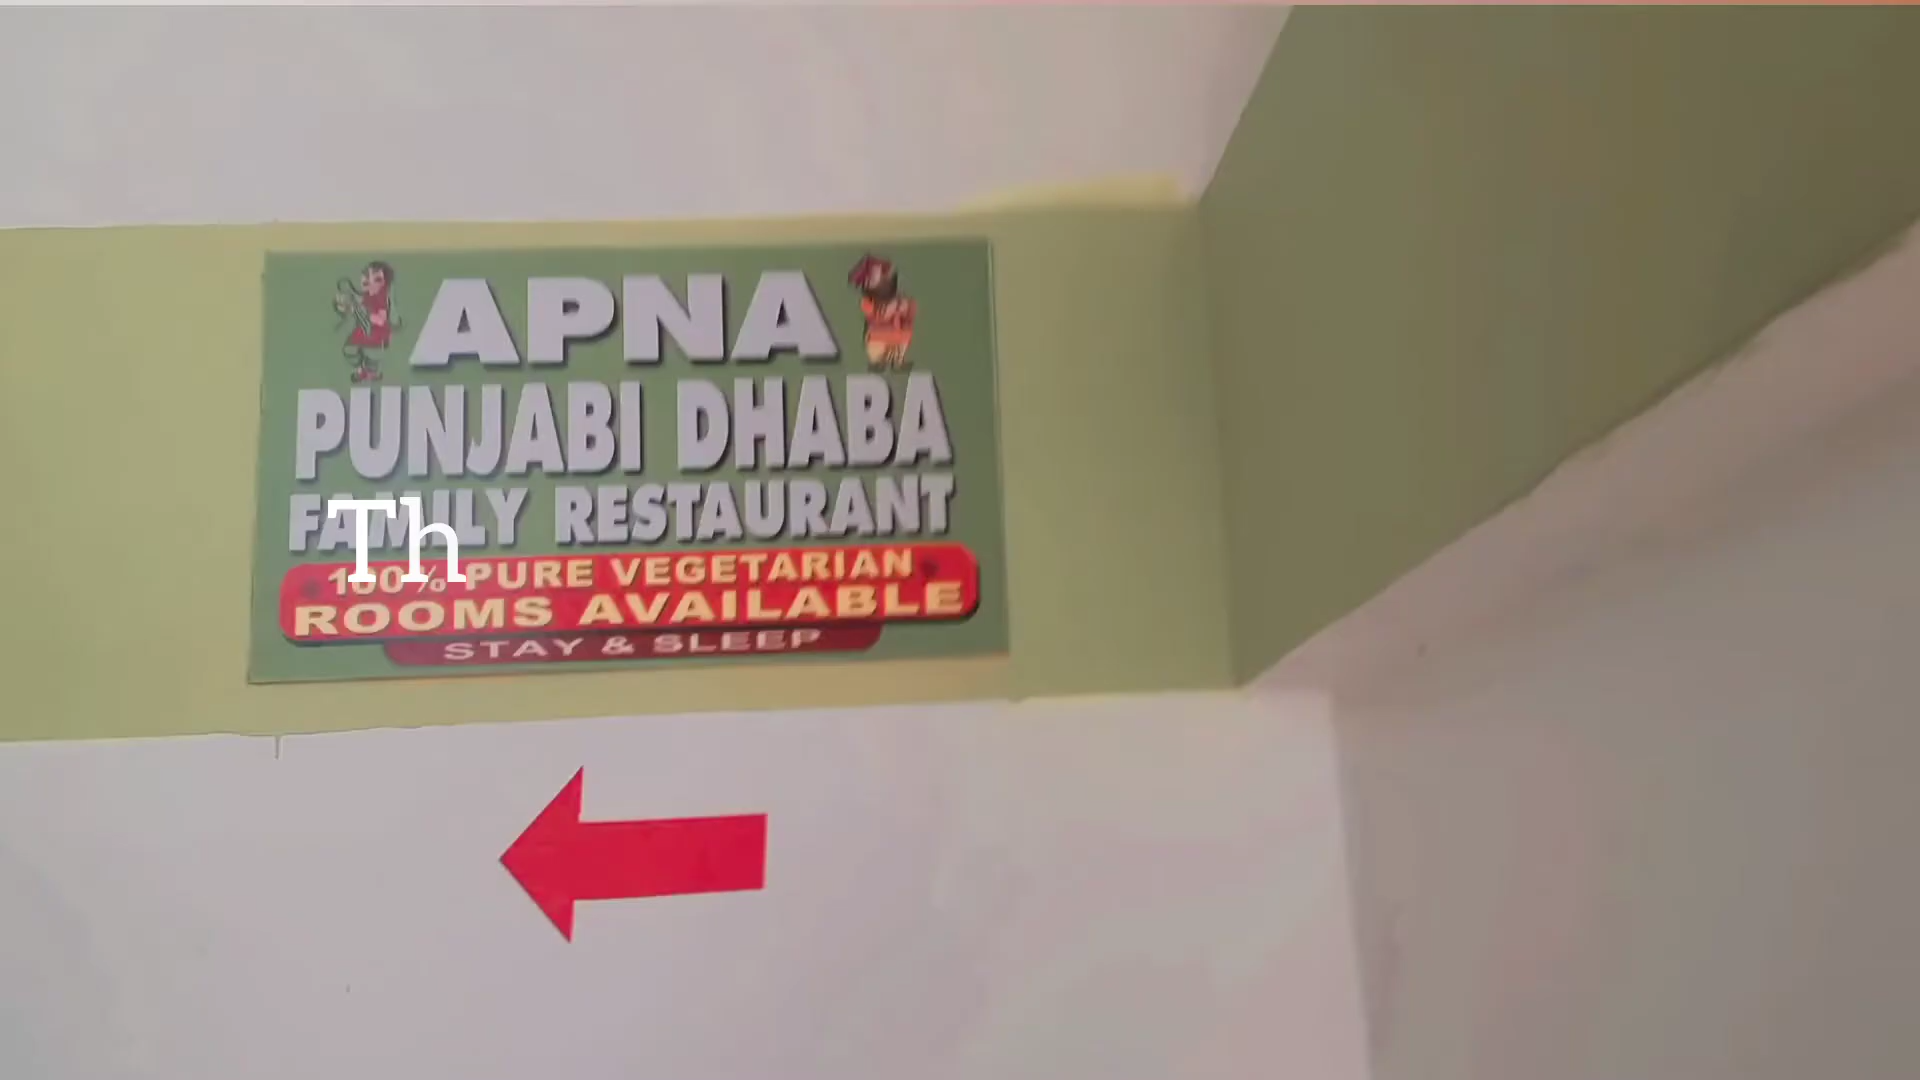 APNA
PUNJABI DHABA
FAMILY RESTAURANT
Th
100% PURE VEGETARIAN
ROOMS AVAILABLE
STAY & SLEEP